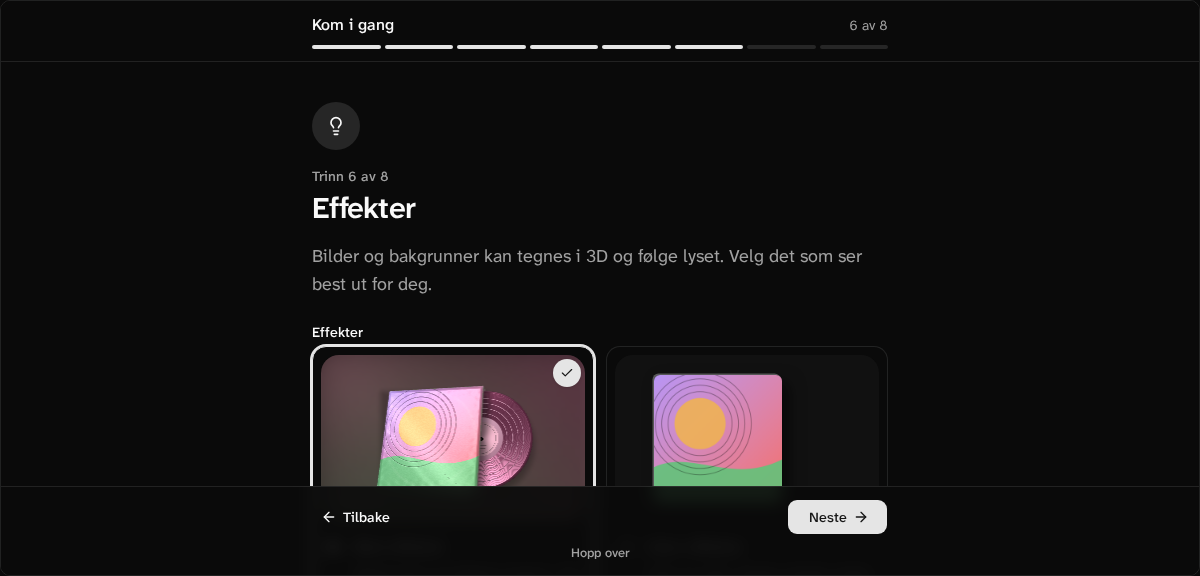 Kom i gang
6 av 8
Trinn 6 av 8
Effekter
Bilder og bakgrunner kan tegnes i 3D og følge lyset. Velg det som ser
best ut for deg.
Effekter
Tilbake
Neste
Hopp over